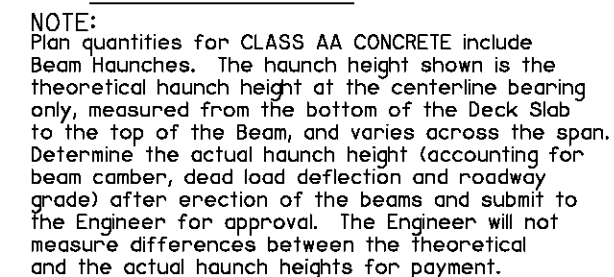 NOTE:
Plan quantities for CLASS AA CONCRETE include
Beam Haunches.  The haunch height shown is the
theoretical haunch height at the centerline bearing
only, measured from the bottom of the Deck Slab
to the top of the Beam, and varies across the span.
Determine the actual haunch height (accounting for
beam camber, dead load deflection and roadway
grade) after erection of the beams and submit to
the Engineer for approval.  The Engineer will not
measure differences between the theoretical
and the actual haunch heights for payment.